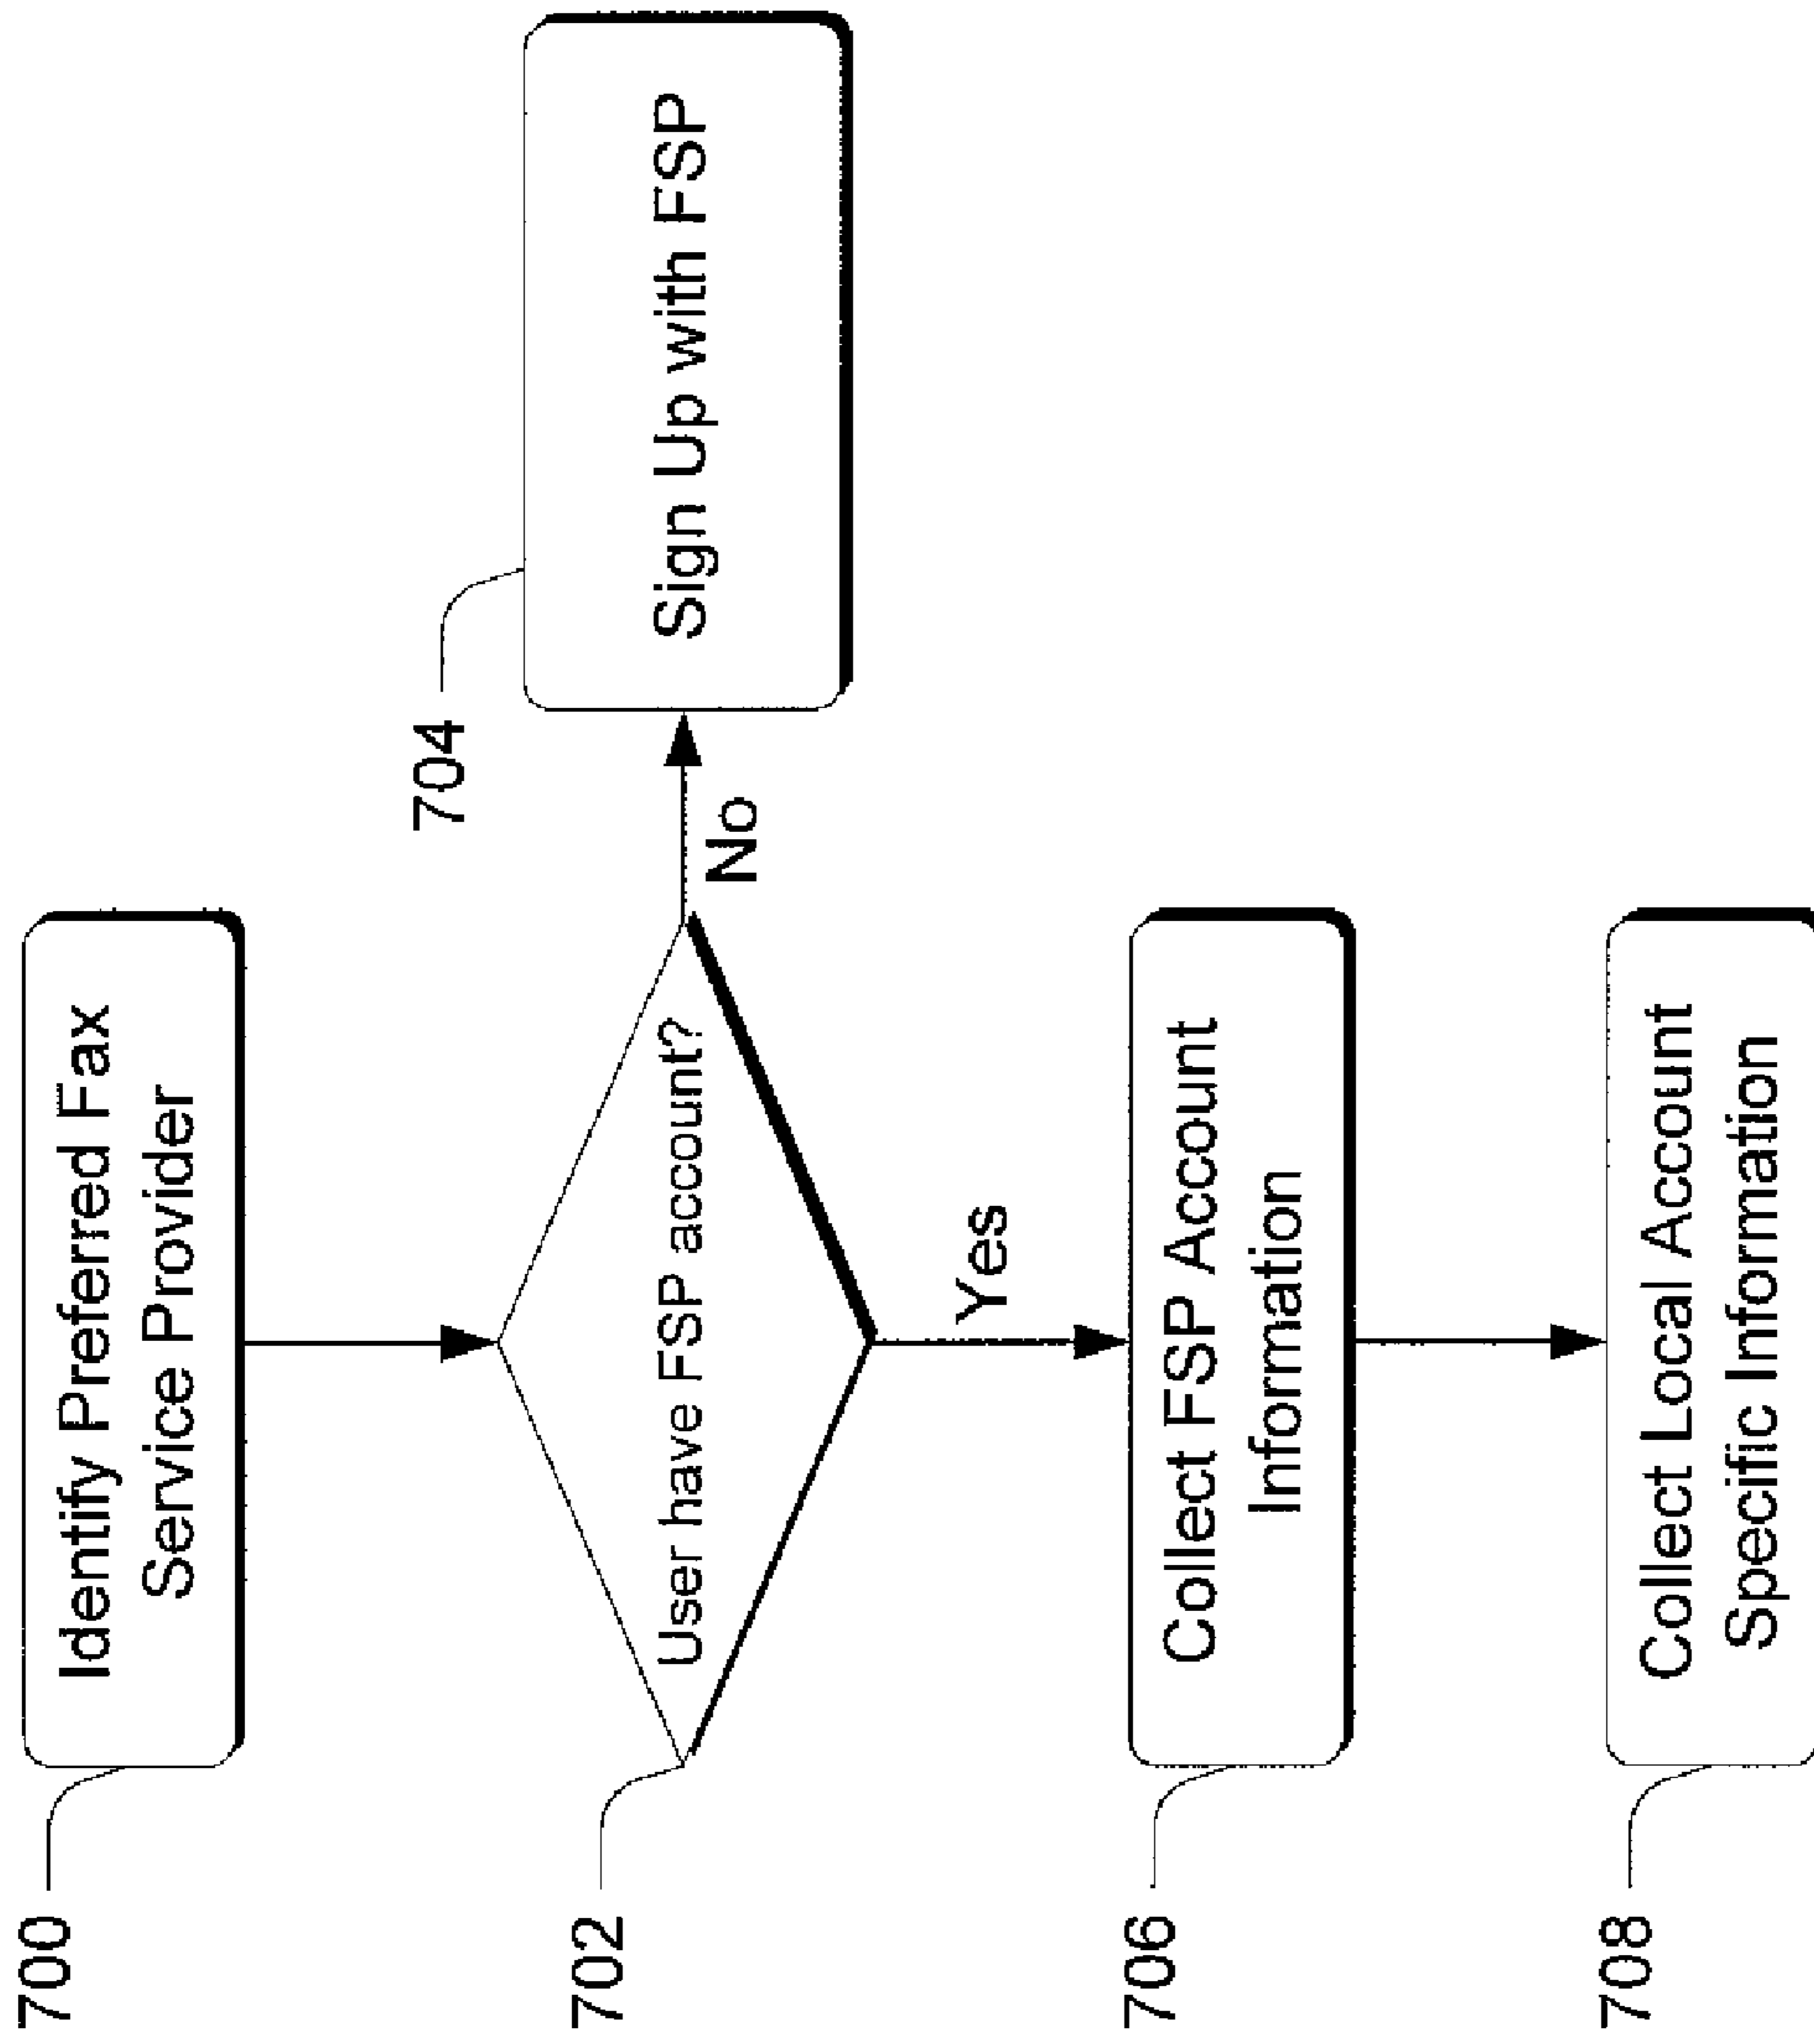 700
Identify Preferred Fax
Service Provider
702
User have FSP account?
No
704
Sign Up with FSP
Yes
706
Collect FSP Account
Information
708
Collect Local Account
Specific Information